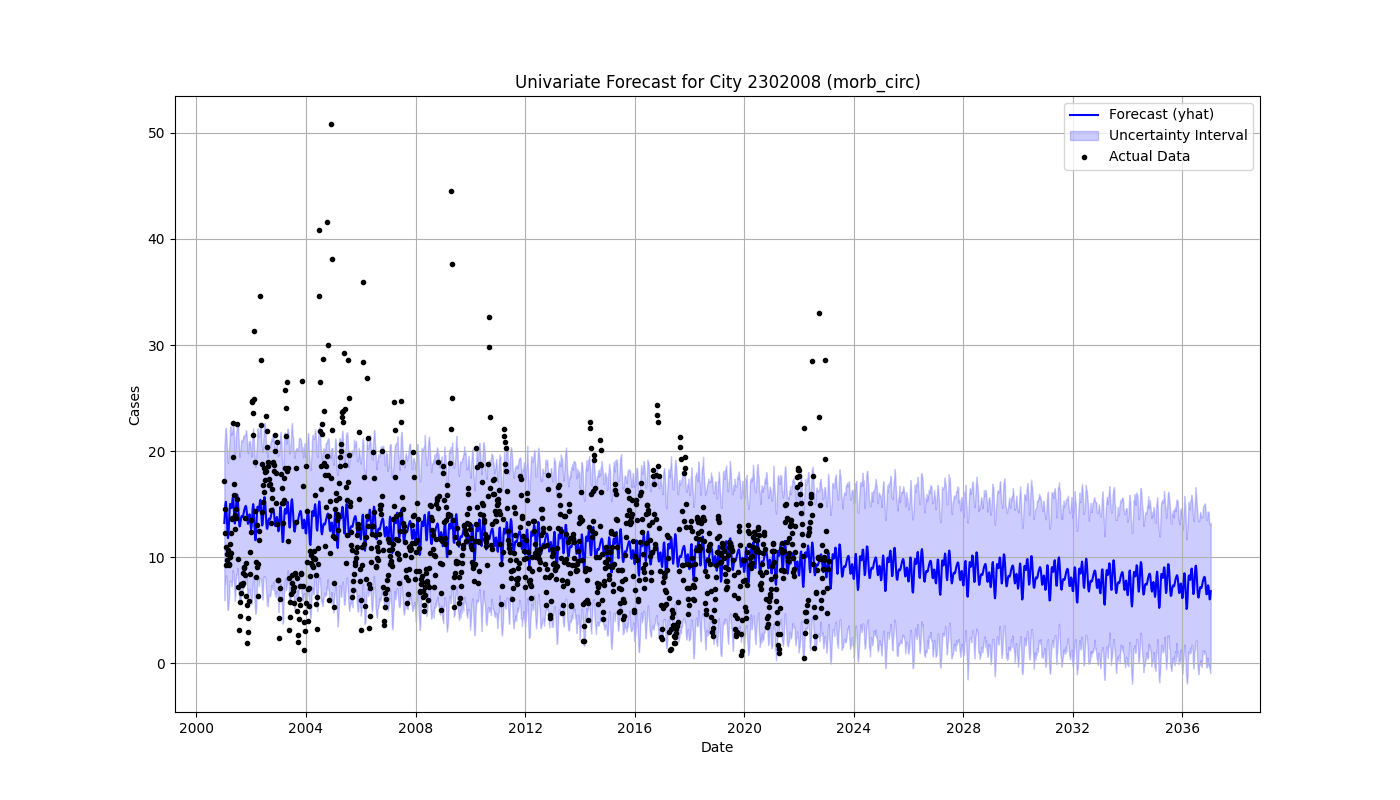 Univariate Forecast for City 2302008 (morb_circ)
Forecast (yhat)
Uncertainty Interval
Actual Data
Cases
50
40
30
20
10
0
2000 2004 2008 2012 2016 2020 2024 2028 2032 2036
Date